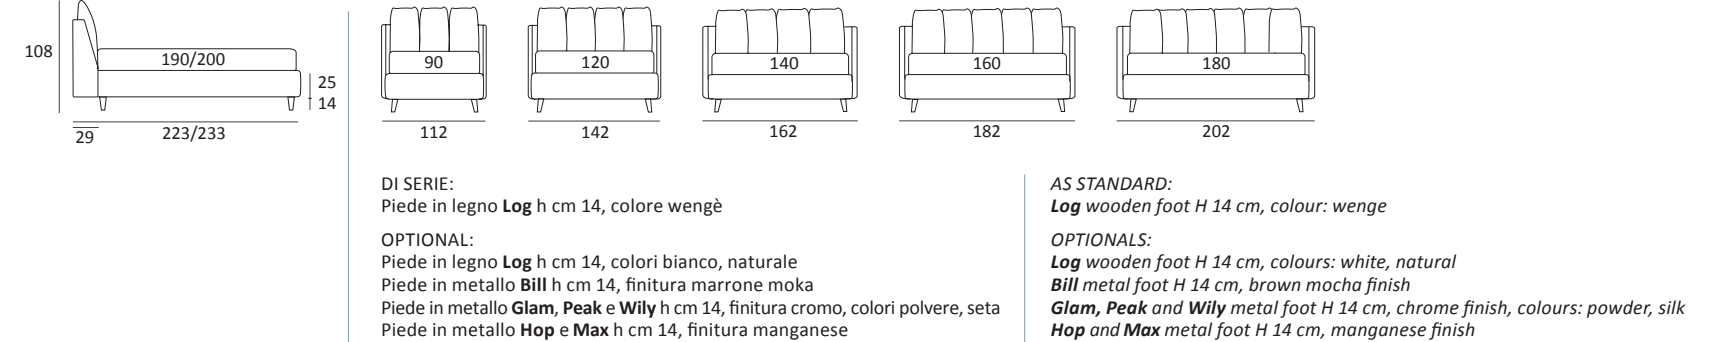 108
190/200
25
14
29
223/233
90
120
140
160
180
112
142
162
182
202
DI SERIE:
Piede in legno Log h cm 14, colore wengè
OPTIONAL:
Piede in legno Log h cm 14, colori bianco, naturale
Piede in metallo Bill h cm 14, finitura marrone moka
Piede in metallo Glam, Peak e Wily h cm 14, finitura cromo, colori polvere, seta
Piede in metallo Hop e Max h cm 14, finitura manganese
AS STANDARD:
Log wooden foot H 14 cm, colour: wenge
OPTIONALS:
Log wooden foot H 14 cm, colours: white, natural
Bill metal foot H 14 cm, brown mocha finish
Glam, Peak and Wily metal foot H 14 cm, chrome finish, colours: powder, silk
Hop and Max metal foot H 14 cm, manganese finish